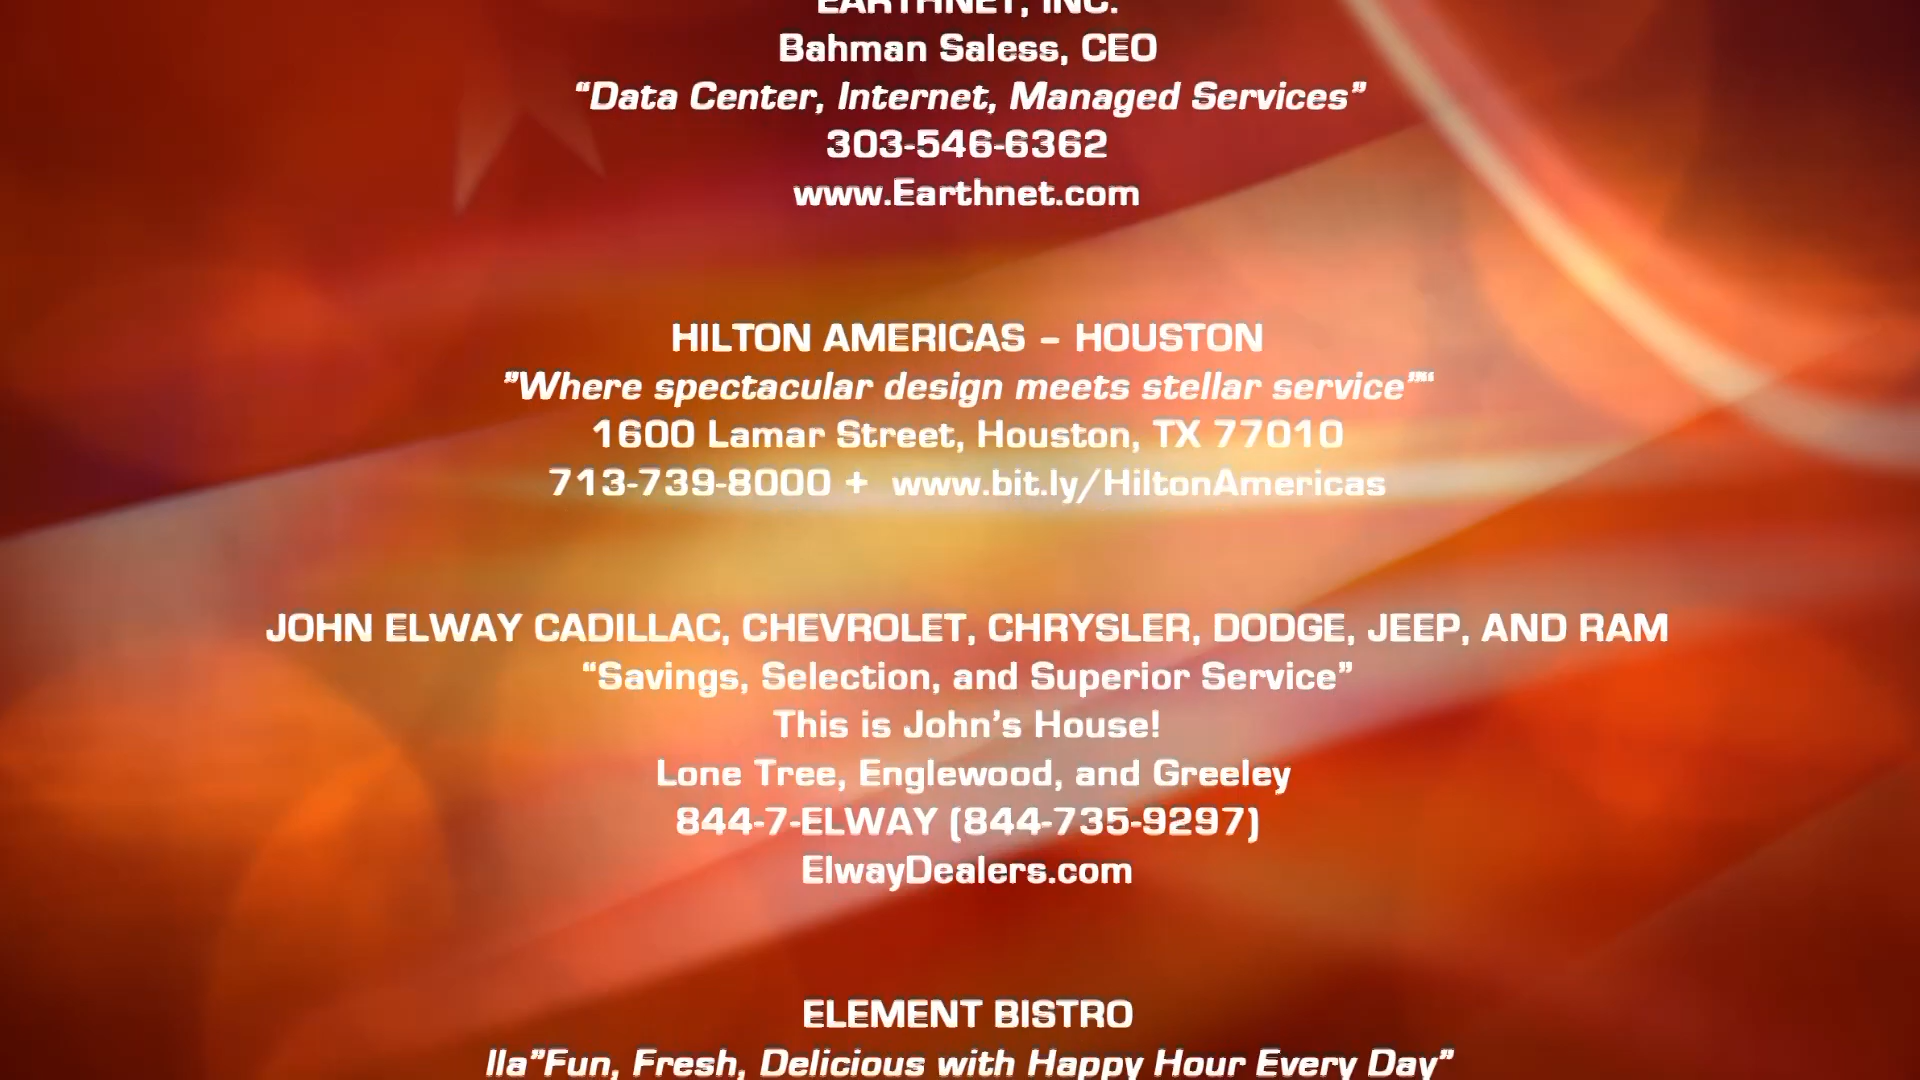 EARTHNET, INC.
Bahman Saless, CEO
“Data Center, Internet, Managed Services”
303-546-6362
www.Earthnet.com
HILTON AMERICAS – HOUSTON
”Where spectacular design meets stellar service”“
1600 Lamar Street, Houston, TX 77010
713-739-8000 + www.bit.ly/HiltonAmericas
JOHN ELWAY CADILLAC, CHEVROLET, CHRYSLER, DODGE, JEEP, AND RAM
“Savings, Selection, and Superior Service”
This is John’s House!
Lone Tree, Englewood, and Greeley
844-7-ELWAY (844-735-9297)
ElwayDealers.com
ELEMENT BISTRO
lla”Fun, Fresh, Delicious with Happy Hour Every Day”